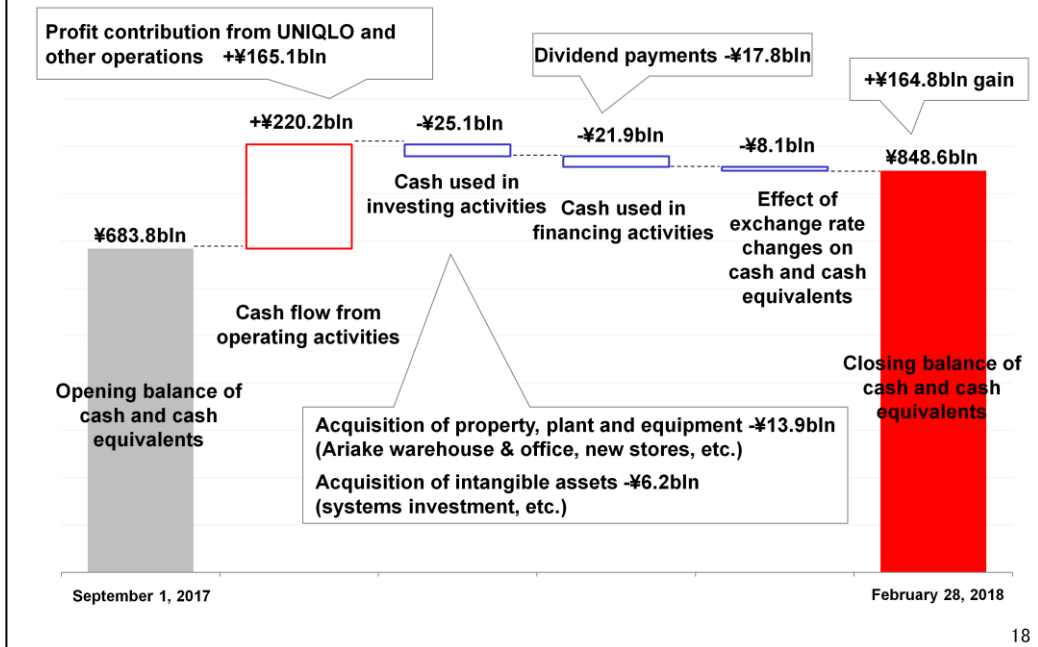 Profit contribution from UNIQLO and
other operations +¥165.1bln
Dividend payments -¥17.8bln
+¥164.8bln gain
+¥220.2bln
-¥25.1bln
-¥21.9bln
-¥8.1bln
¥848.6bln
¥683.8bln
Cash used in
investing activities
Cash used in
financing activities
Effect of
exchange rate
changes on
cash and cash
equivalents
Cash flow from
operating activities
Opening balance of
cash and cash
equivalents
Closing balance of
cash and cash
equivalents
Acquisition of property, plant and equipment -¥13.9bln
(Ariake warehouse & office, new stores, etc.)
Acquisition of intangible assets -¥6.2bln
(systems investment, etc.)
September 1, 2017
February 28, 2018
18